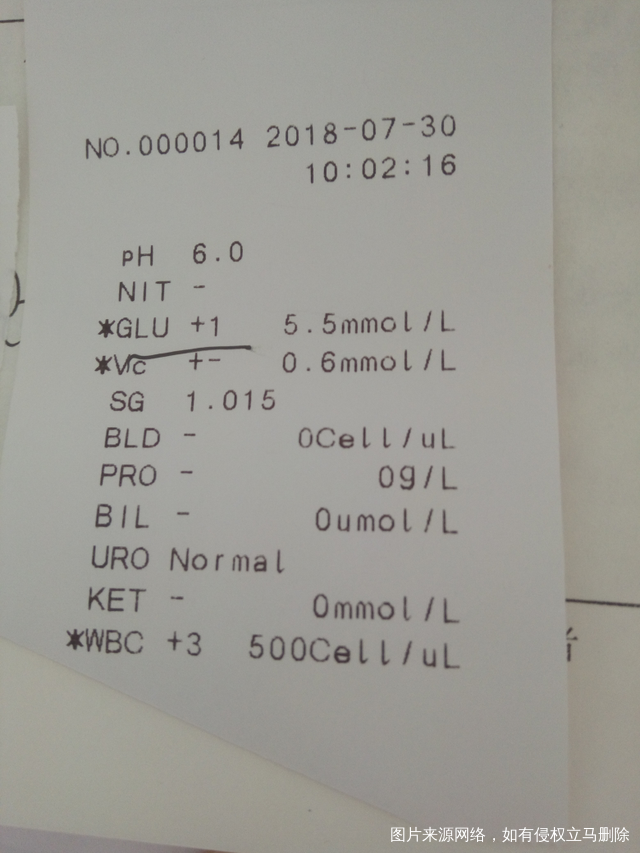 NO.000014 2018-07-30
10:02:16
pH 6.0
NIT -
*GLU +1 5.5mmol/L
*Vc +- 0.6mmol/L
SG 1.015
BLD - 0Cell/uL
PRO - 0g/L
BIL - 0umol/L
URO Normal
KET - 0mmol/L
*WBC +3 500Cell/uL
图片来源网络，如有侵权立马删除